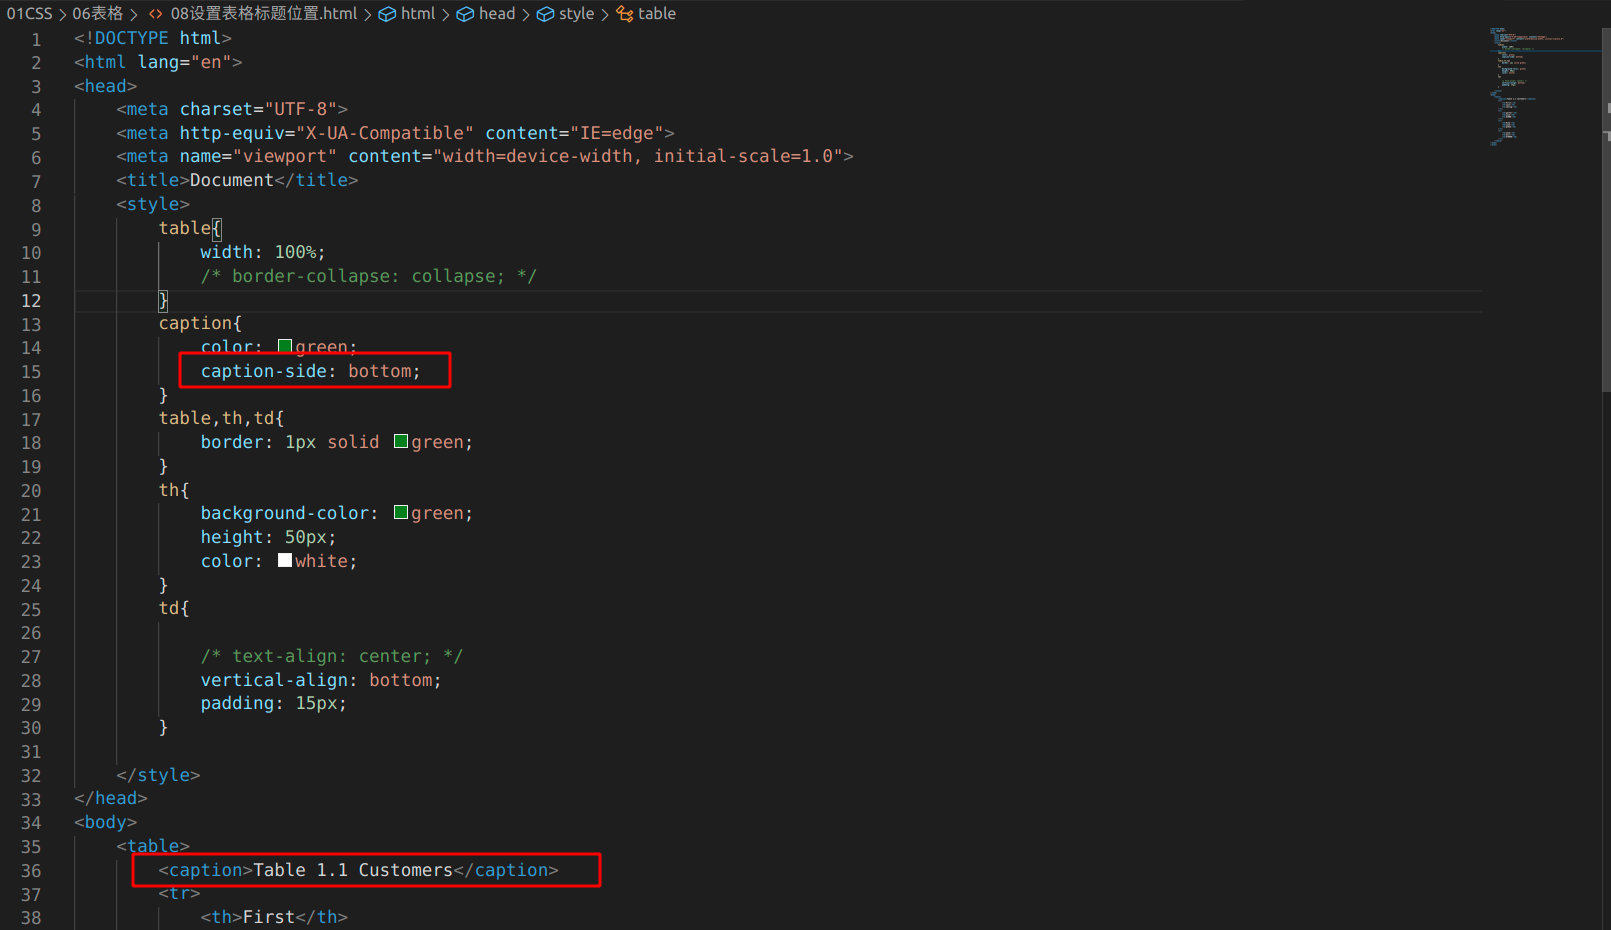 01CSS > 06表格 > <> 08设置表格标题位置.html > html > head > style > table
1 <!DOCTYPE html>
2 <html lang="en">
3 <head>
4 <meta charset="UTF-8">
5 <meta http-equiv="X-UA-Compatible" content="IE=edge">
6 <meta name="viewport" content="width=device-width, initial-scale=1.0">
7 <title>Document</title>
8 <style>
9 table{
10 width: 100%;
11 /* border-collapse: collapse; */
12 }
13 caption{
14 color: green;
15 caption-side: bottom;
16 }
17 table,th,td{
18 border: 1px solid green;
19 }
20 th{
21 background-color: green;
22 height: 50px;
23 color: white;
24 }
25 td{
26
27 /* text-align: center; */
28 vertical-align: bottom;
29 padding: 15px;
30 }
31
32 </style>
33 </head>
34 <body>
35 <table>
36 <caption>Table 1.1 Customers</caption>
37 <tr>
38 <th>First</th>